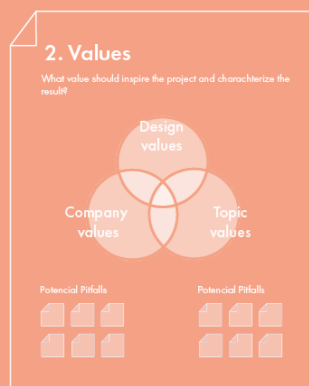 2. Values
What value should inspire the project and charachterize the
result?
Design
values
Company
values
Topic
values
Potencial Pitfalls
Potencial Pitfalls